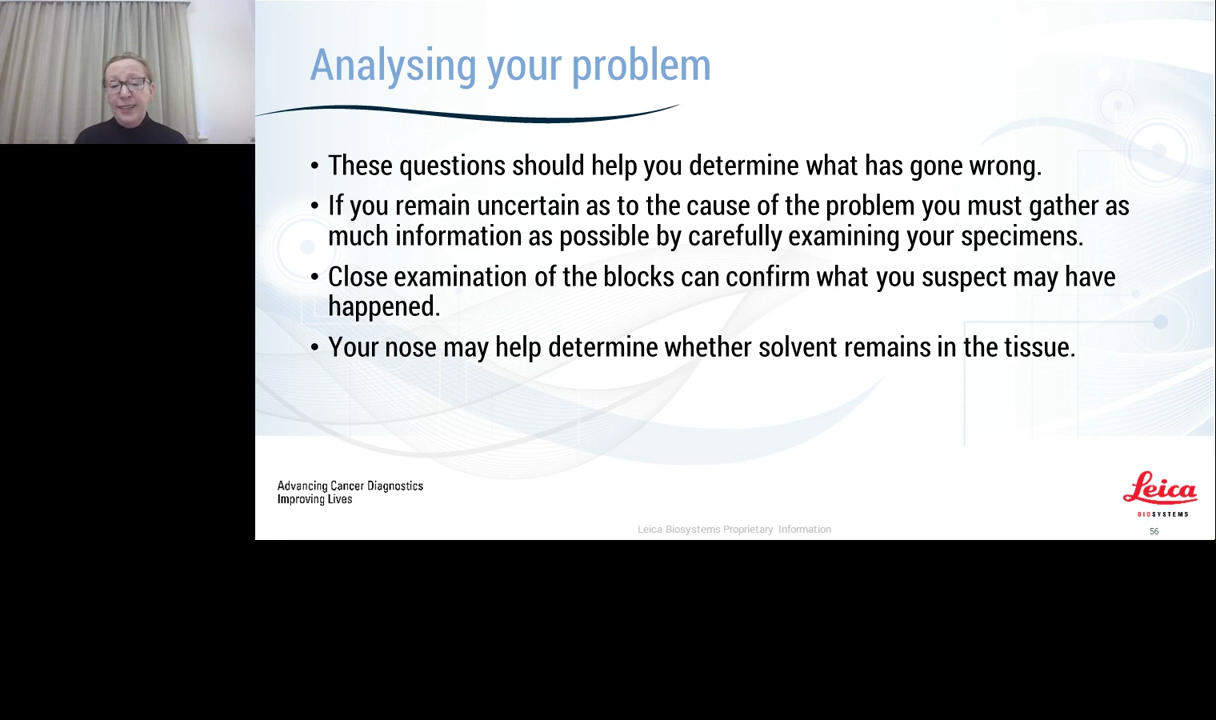 Analysing your problem
• These questions should help you determine what has gone wrong.
• If you remain uncertain as to the cause of the problem you must gather as
much information as possible by carefully examining your specimens.
• Close examination of the blocks can confirm what you suspect may have
happened.
• Your nose may help determine whether solvent remains in the tissue.
Advancing Cancer Diagnostics
Improving Lives
Leica
BIOSYSTEMS
Leica Biosystems Proprietary Information
56